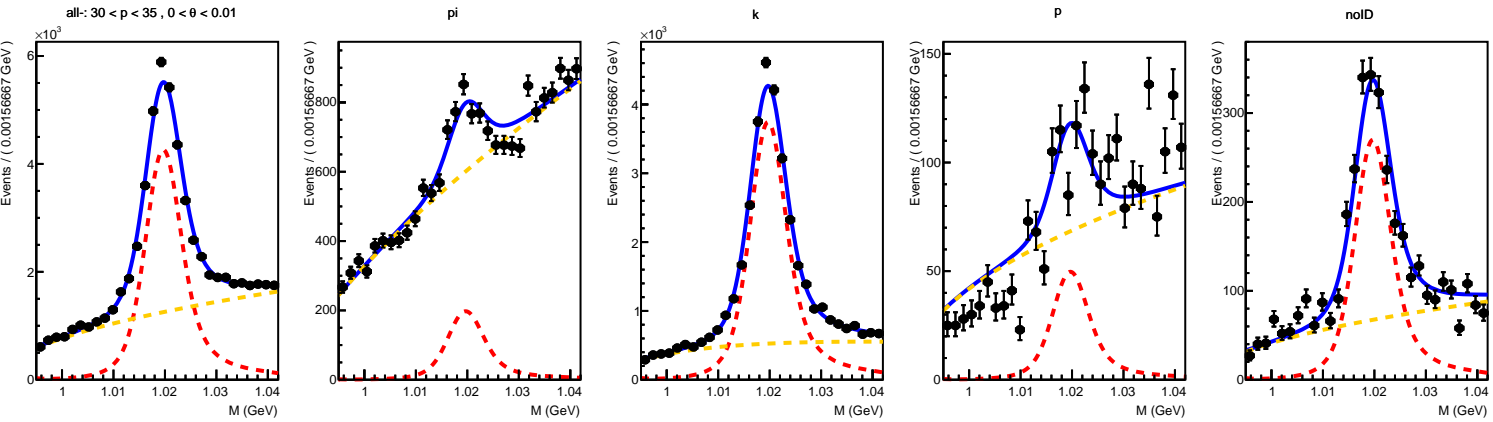 all-: 30 < p < 35 , 0 < θ < 0.01
×10³
Events / ( 0.00156667 GeV )
6
4
2
0
1 1.01 1.02 1.03 1.04
M (GeV)
pi
Events / ( 0.00156667 GeV )
800
600
400
200
0
1 1.01 1.02 1.03 1.04
M (GeV)
k
×10³
Events / ( 0.00156667 GeV )
4
3
2
1
0
1 1.01 1.02 1.03 1.04
M (GeV)
p
Events / ( 0.00156667 GeV )
150
100
50
0
1 1.01 1.02 1.03 1.04
M (GeV)
noID
Events / ( 0.00156667 GeV )
300
200
100
0
1 1.01 1.02 1.03 1.04
M (GeV)